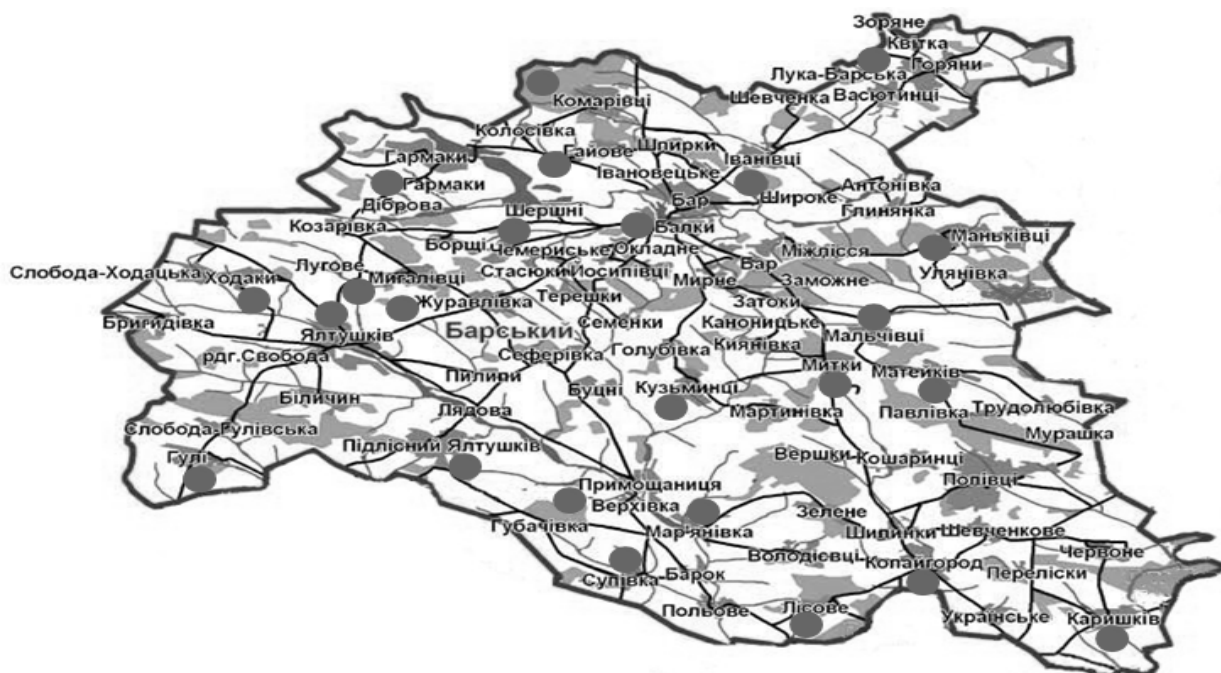 Зоряне
Квітка
Горяни
Лука-Барська
Васютинці
Шевченка
Комарівці
Колосівка
Гайове
Шпирки
Іванівці
Гармаки
Гармаки
Івановецьке
Бар
Широке
Антонівка
Глинянка
Діброва
Шершні
Козарівка
Борщі
Чемериське
Балки
Окладне
Міжлісся
Маньківці
Улянівка
Слобода-Ходацька
Ходаки
Лугове
Мигалівці
Стасюки
Йосипівці
Мирне
Бар
Заможне
Журавлівка
Терешки
Затоки
Бригидівка
Ялтушків
Барський
Семенки
Каноницьке
Мальчівці
рдг.Свобода
Сеферівка
Голубівка
Киянівка
Пилипи
Буцні
Кузьминці
Митки
Матейків
Біличин
Лядова
Мартинівка
Павлівка
Трудолюбівка
Слобода-Гулівська
Мурашка
Гулі
Підлісний Ялтушків
Вершки
Кошаринці
Примощаниця
Полівці
Верхівка
Зелене
Губачівка
Мар'янівка
Шипинки
Шевченкове
Володіївці
Копайгород
Червоне
Супівка
Барок
Переліски
Польове
Лісове
Українське
Каришків